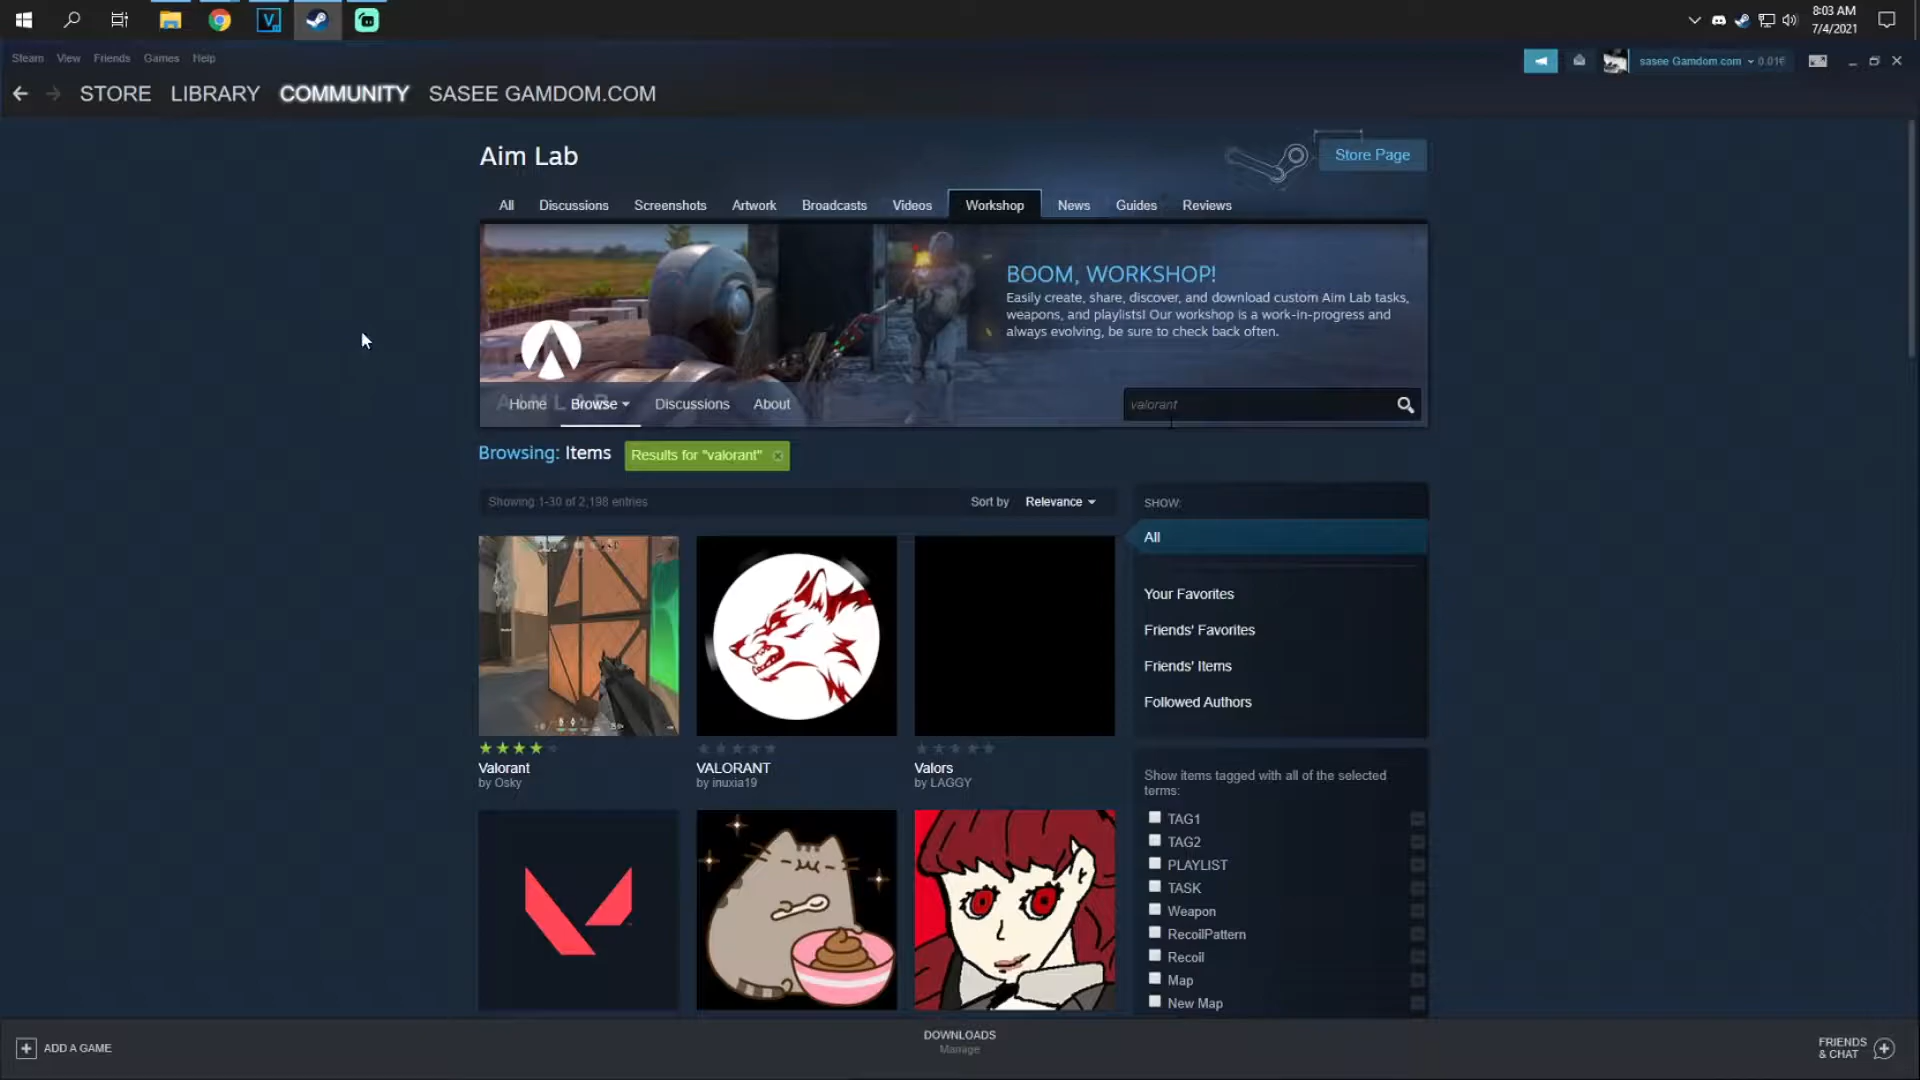 8:03 AM
7/4/2021
Steam View Friends Games Help
sasee Gamdom.com 0.01€
STORE LIBRARY COMMUNITY SASEE GAMDOM.COM
Aim Lab
Store Page
All Discussions Screenshots Artwork Broadcasts Videos Workshop News Guides Reviews
BOOM, WORKSHOP!
Easily create, share, discover, and download custom Aim Lab tasks,
weapons, and playlists! Our workshop is a work-in-progress and
always evolving, be sure to check back often.
AIM LAB
Home Browse Discussions About
valorant
Browsing: Items
Results for "valorant" x
Showing 1-30 of 2,198 entries
Sort by Relevance
SHOW:
All
Your Favorites
Friends' Favorites
Friends' Items
Followed Authors
Valorant
by Osky
VALORANT
by inuxia19
Valors
by LAGGY
Show items tagged with all of the selected
terms:
TAG1
TAG2
PLAYLIST
TASK
Weapon
RecoilPattern
Recoil
Map
New Map
ADD A GAME
DOWNLOADS
Manage
FRIENDS
& CHAT